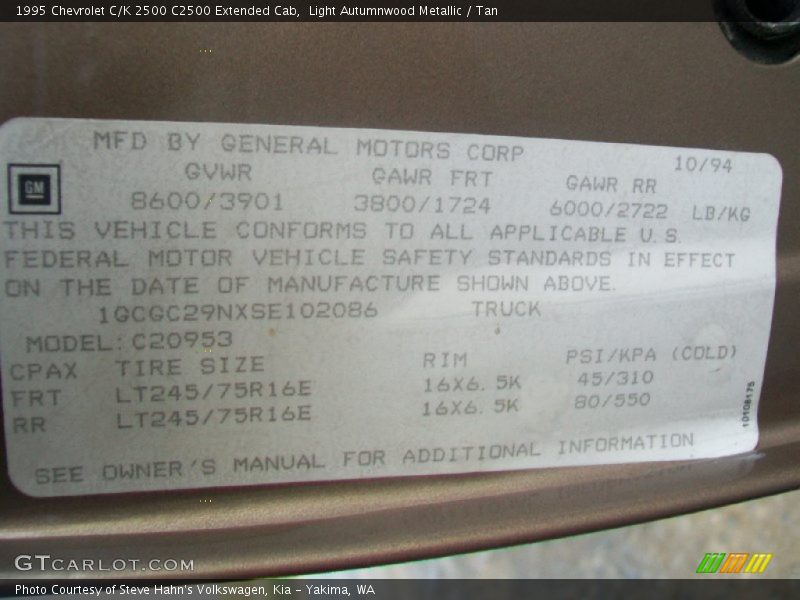 1995 Chevrolet C/K 2500 C2500 Extended Cab,  Light Autumnwood Metallic / Tan
MFD BY GENERAL MOTORS CORP 10/94
GM
GVWR GAWR FRT GAWR RR
8600/3901 3800/1724 6000/2722 LB/KG
THIS VEHICLE CONFORMS TO ALL APPLICABLE U.S.
FEDERAL MOTOR VEHICLE SAFETY STANDARDS IN EFFECT
ON THE DATE OF MANUFACTURE SHOWN ABOVE.
1GCGC29NXSE102086 TRUCK
MODEL: C20953
CPAX TIRE SIZE RIM PSI/KPA (COLD)
FRT LT245/75R16E 16X6.5K 45/310
RR LT245/75R16E 16X6.5K 80/550
10108175
SEE OWNER'S MANUAL FOR ADDITIONAL INFORMATION
GTCARLOT.COM
Photo Courtesy of Steve Hahn's Volkswagen, Kia - Yakima, WA